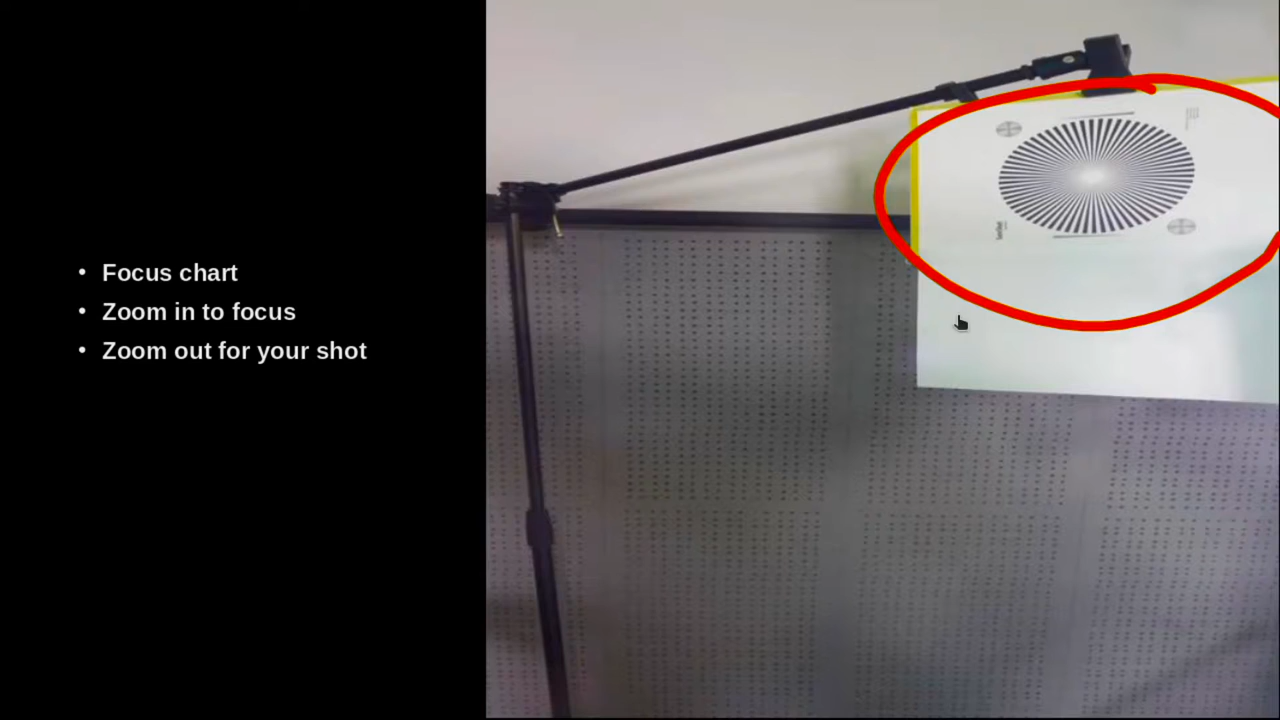 • Focus chart
• Zoom in to focus
• Zoom out for your shot